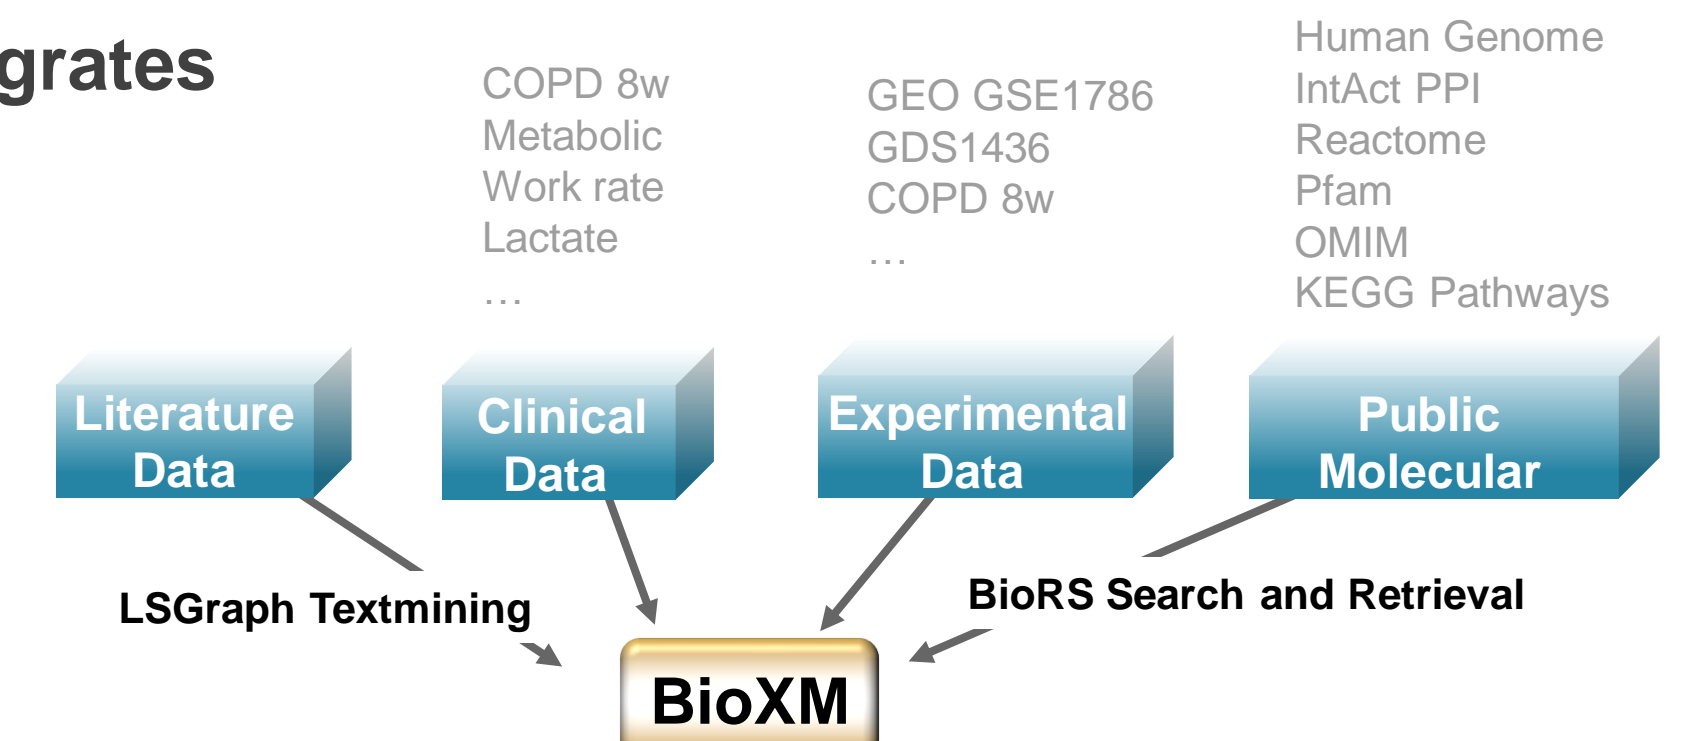 grates
COPD 8w
Metabolic
Work rate
Lactate
…
GEO GSE1786
GDS1436
COPD 8w
…
Human Genome
IntAct PPI
Reactome
Pfam
OMIM
KEGG Pathways
Literature
Data
Clinical
Data
Experimental
Data
Public
Molecular
LSGraph Textmining
BioRS Search and Retrieval
BioXM